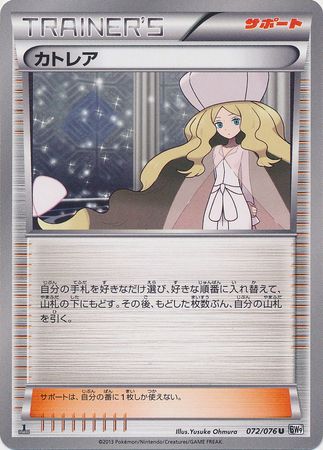 TRAINER'S サポート
カトレア
自分の手札を好きなだけ選び、好きな順番に入れ替えて、
山札の下にもどす。その後、もどした枚数ぶん、自分の山札
を引く。
サポートは、自分の番に1枚しか使えない。
1 Illus.Yusuke Ohmura 072/076 U BW9
©2013 Pokémon/Nintendo/Creatures/GAME FREAK.